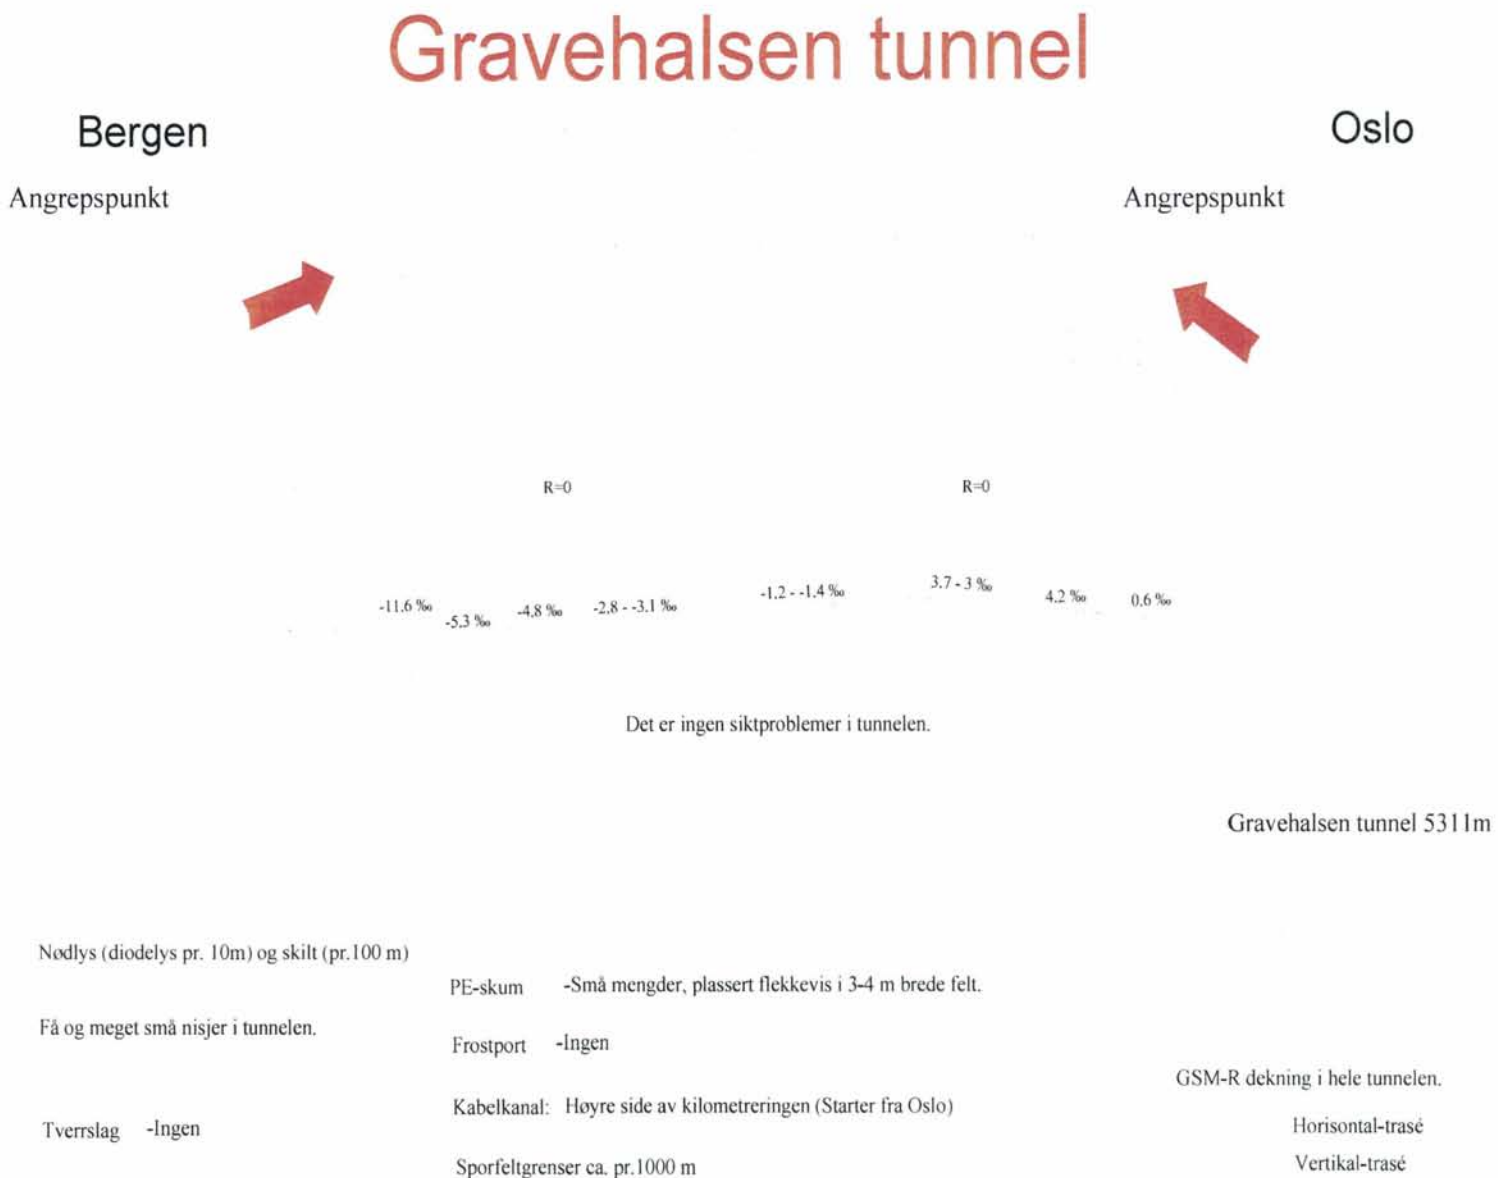 Gravehalsen tunnel
Bergen
Oslo
Angrepspunkt
Angrepspunkt
R=0
R=0
-11.6 ‰
-5.3 ‰
-4.8 ‰
-2.8 - -3.1 ‰
-1.2 - -1.4 ‰
3.7 - 3 ‰
4.2 ‰
0.6 ‰
Det er ingen siktproblemer i tunnelen.
Gravehalsen tunnel 5311m
Nødlys (diodelys pr. 10m) og skilt (pr.100 m)
PE-skum -Små mengder, plassert flekkevis i 3-4 m brede felt.
Få og meget små nisjer i tunnelen.
Frostport -Ingen
GSM-R dekning i hele tunnelen.
Kabelkanal: Høyre side av kilometreringen (Starter fra Oslo)
Tverrslag -Ingen
Horisontal-trasé
Sporfeltgrenser ca. pr.1000 m
Vertikal-trasé